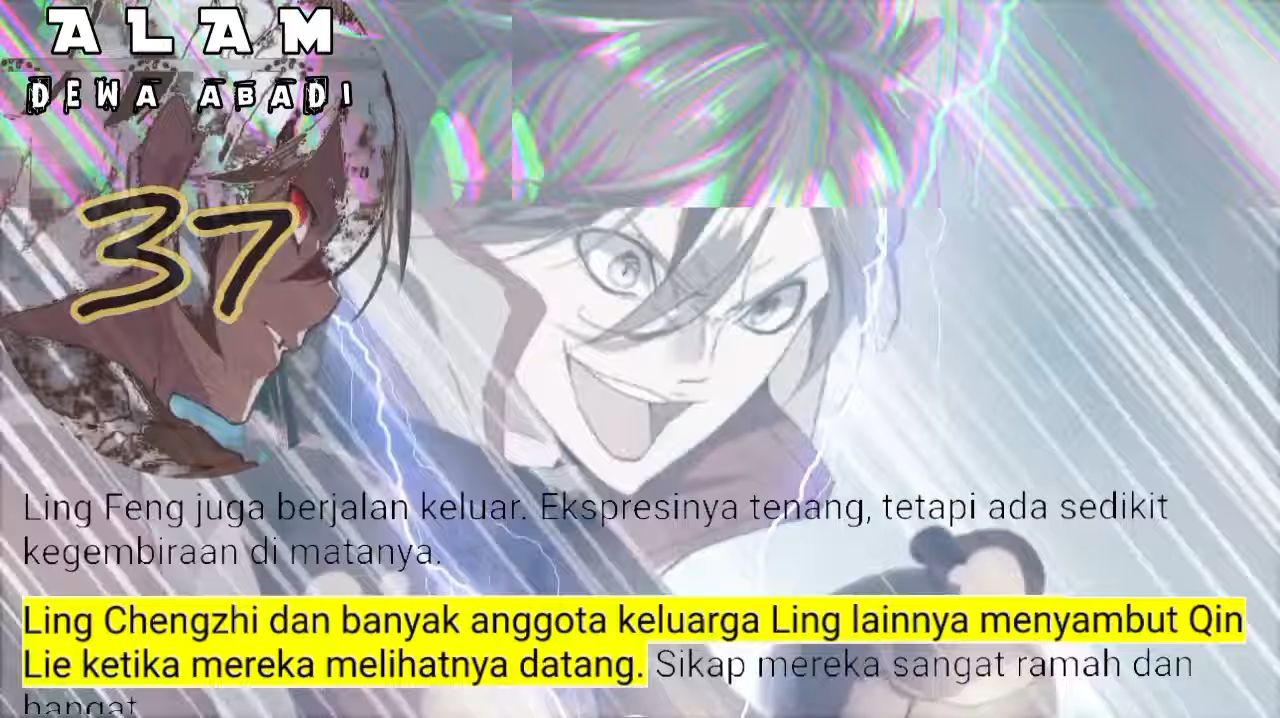 ALAM
DEWA ABADI
37
Ling Feng juga berjalan keluar. Ekspresinya tenang, tetapi ada sedikit
kegembiraan di matanya.
Ling Chengzhi dan banyak anggota keluarga Ling lainnya menyambut Qin
Lie ketika mereka melihatnya datang. Sikap mereka sangat ramah dan
hangat